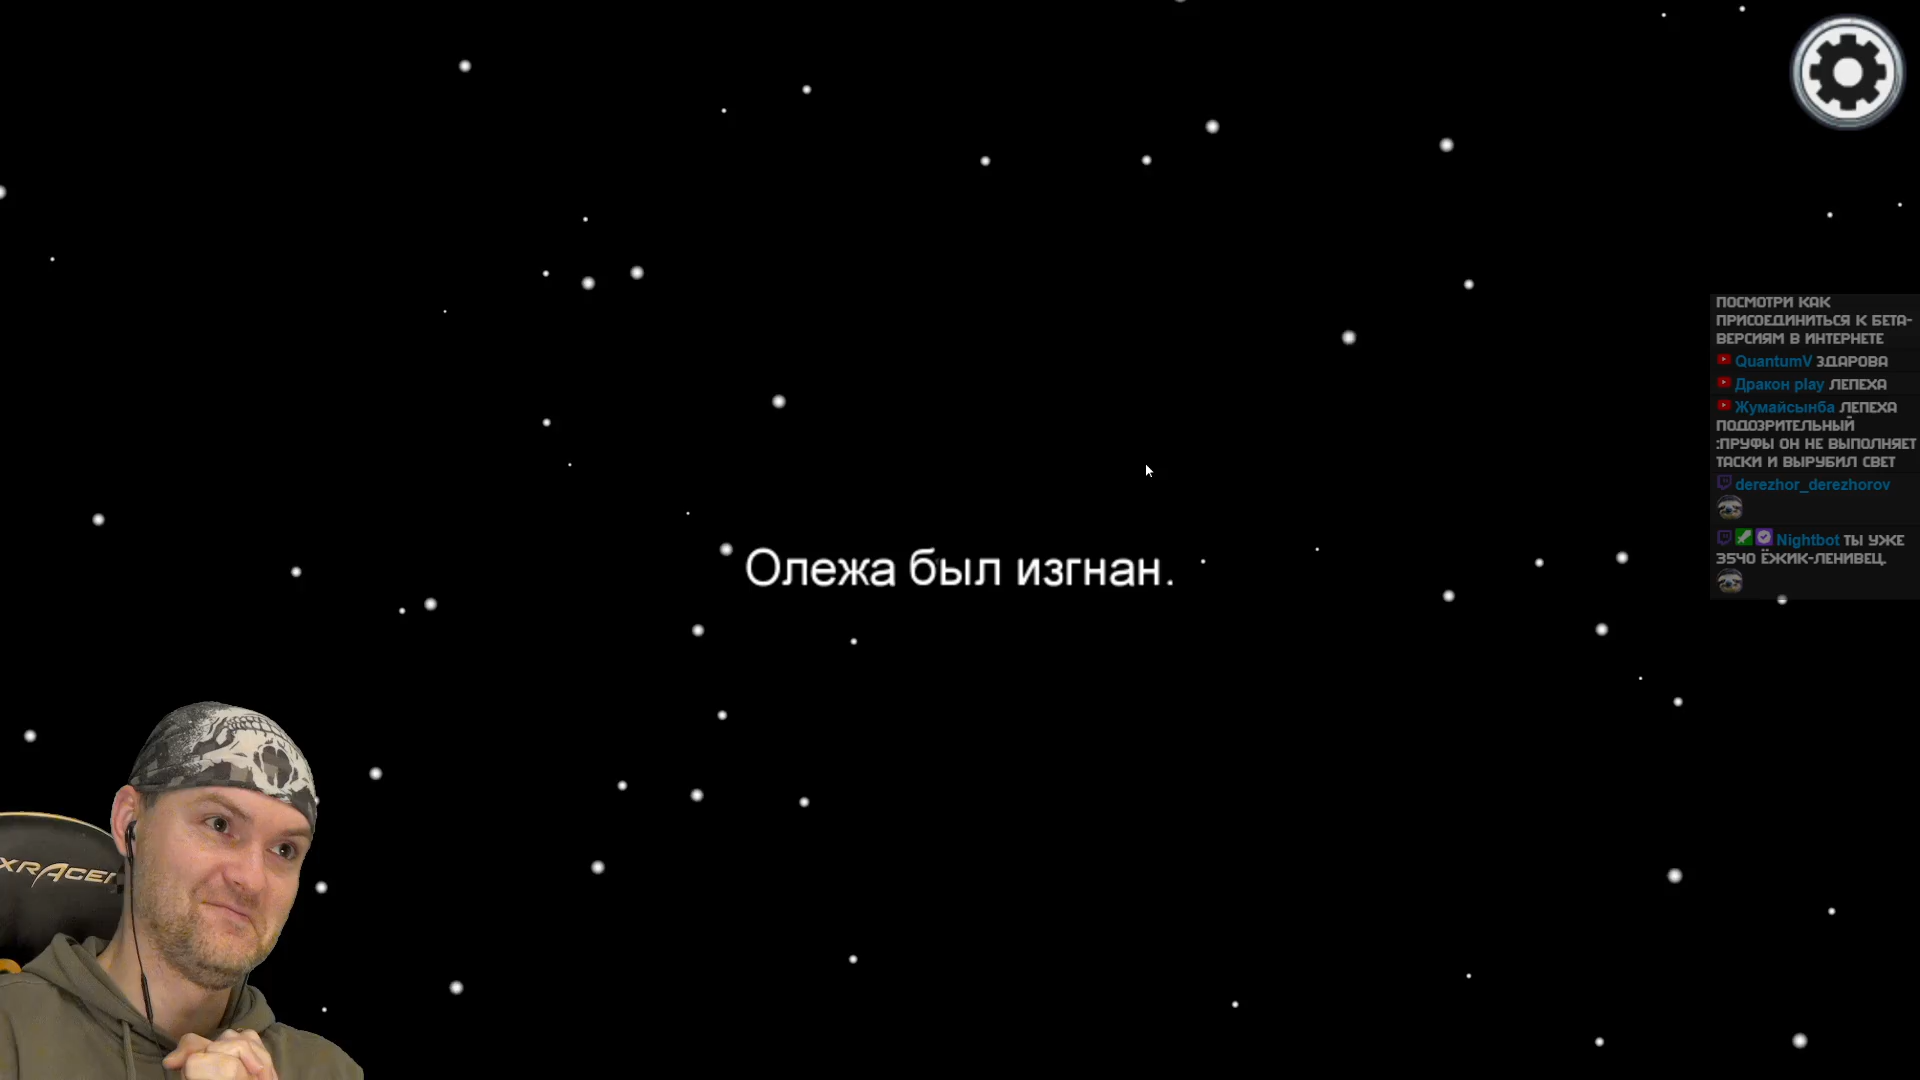 ПОСМОТРИ КАК
ПРИСОЕДИНИТЬСЯ К БЕТА-
ВЕРСИЯМ В ИНТЕРНЕТЕ
QuantumV ЗДАРОВА
Дракон play ЛЕПЕХА
Жумайсынба ЛЕПЕХА
ПОДОЗРИТЕЛЬНЫЙ
:ПРУФЫ ОН НЕ ВЫПОЛНЯЕТ
ТАСКИ И ВЫРУБИЛ СВЕТ
derezhor_derezhorov
Nightbot ТЫ УЖЕ
3540 ЁЖИК-ЛЕНИВЕЦ.
Олежа был изгнан.
XRACER